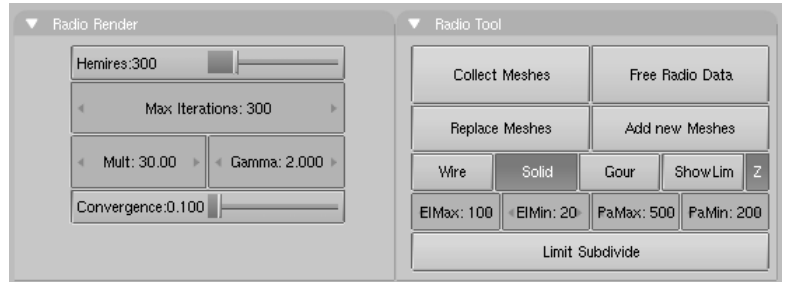 Radio Render
Hemires:300
Max Iterations: 300
Mult: 30.00
Gamma: 2.000
Convergence:0.100
Radio Tool
Collect Meshes
Free Radio Data
Replace Meshes
Add new Meshes
Wire
Solid
Gour
ShowLim
Z
ElMax: 100
ElMin: 20
PaMax: 500
PaMin: 200
Limit Subdivide